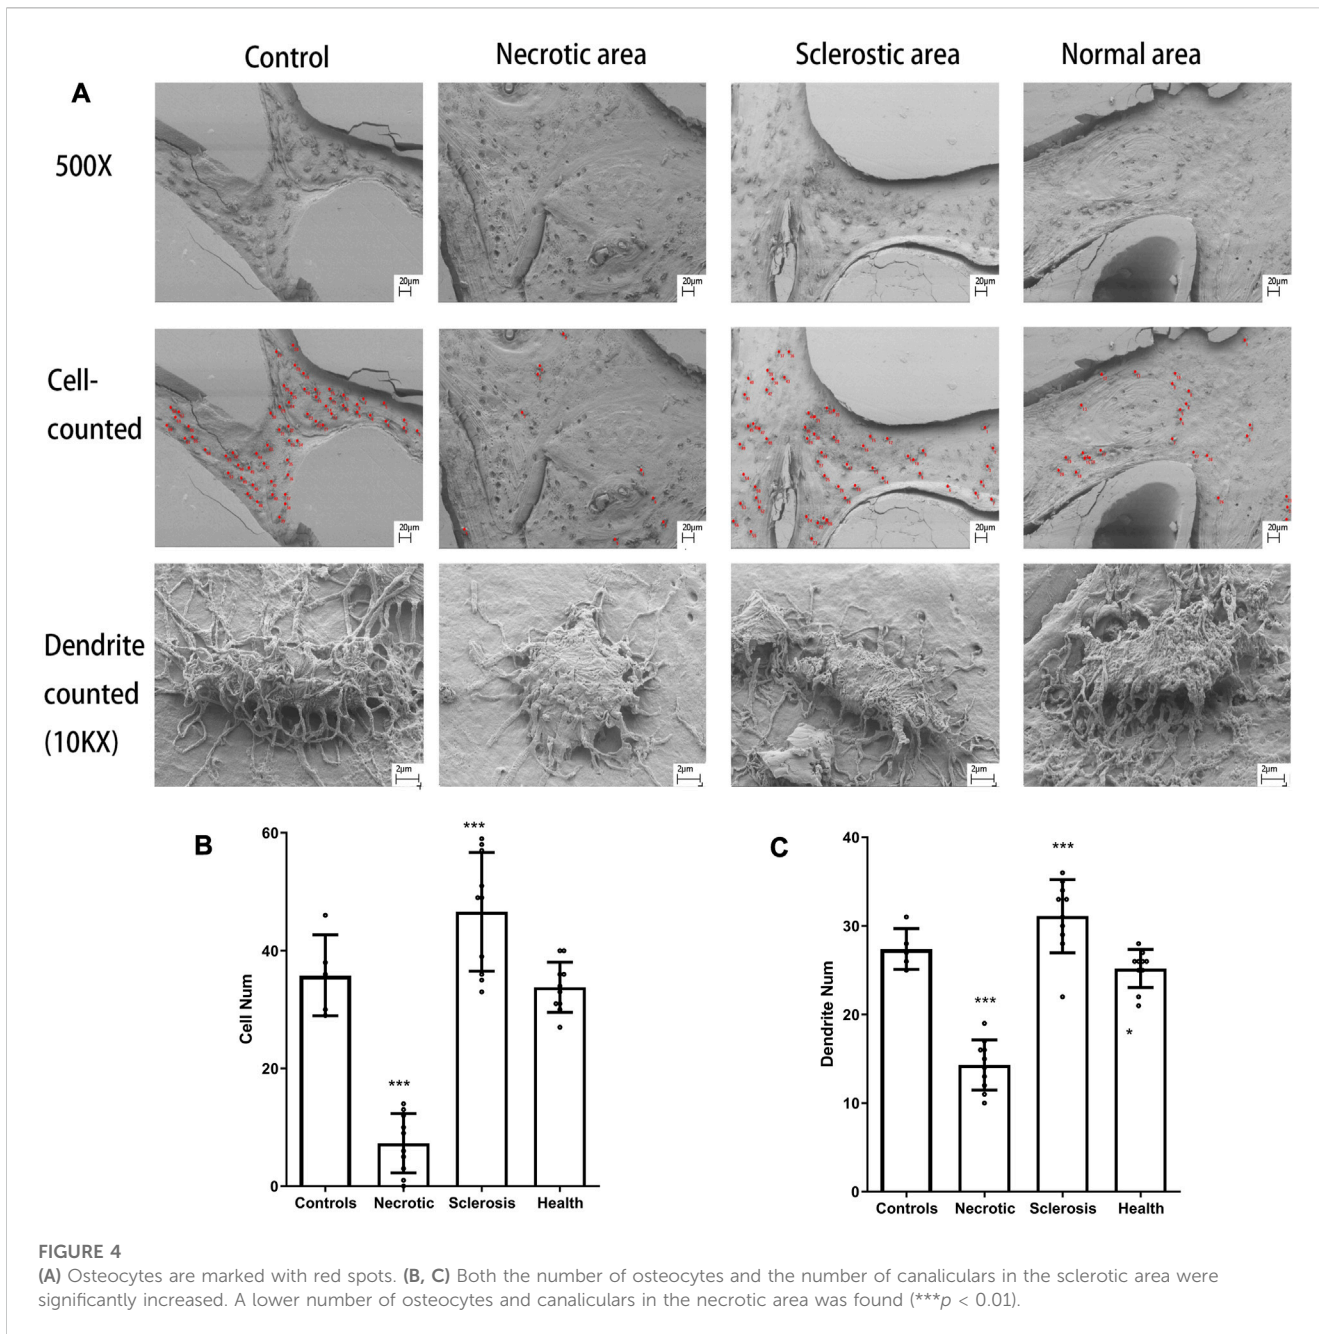 Control
Necrotic area
Sclerostic area
Normal area
A
500X
20µm
20µm
20µm
20µm
Cell-
counted
20µm
20µm
20µm
20µm
Dendrite
counted
(10KX)
2µm
2µm
2µm
2µm
B
60
40
20
0
Cell Num
***
***
Controls
Necrotic
Sclerosis
Health
C
40
30
20
10
0
Dendrite Num
***
***
*
Controls
Necrotic
Sclerosis
Health
FIGURE 4
(A) Osteocytes are marked with red spots. (B, C) Both the number of osteocytes and the number of canaliculars in the sclerotic area were
significantly increased. A lower number of osteocytes and canaliculars in the necrotic area was found (***p < 0.01).